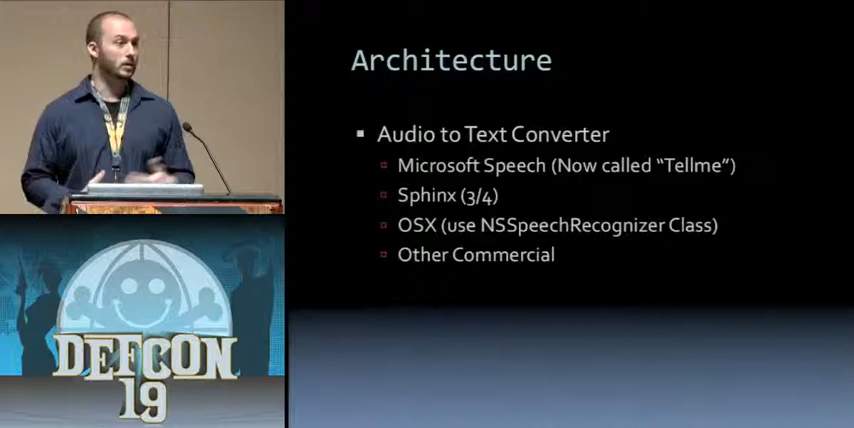 Architecture
Audio to Text Converter
Microsoft Speech (Now called “Tellme”)
Sphinx (3/4)
OSX (use NSSpeechRecognizer Class)
Other Commercial
DEFCON
19